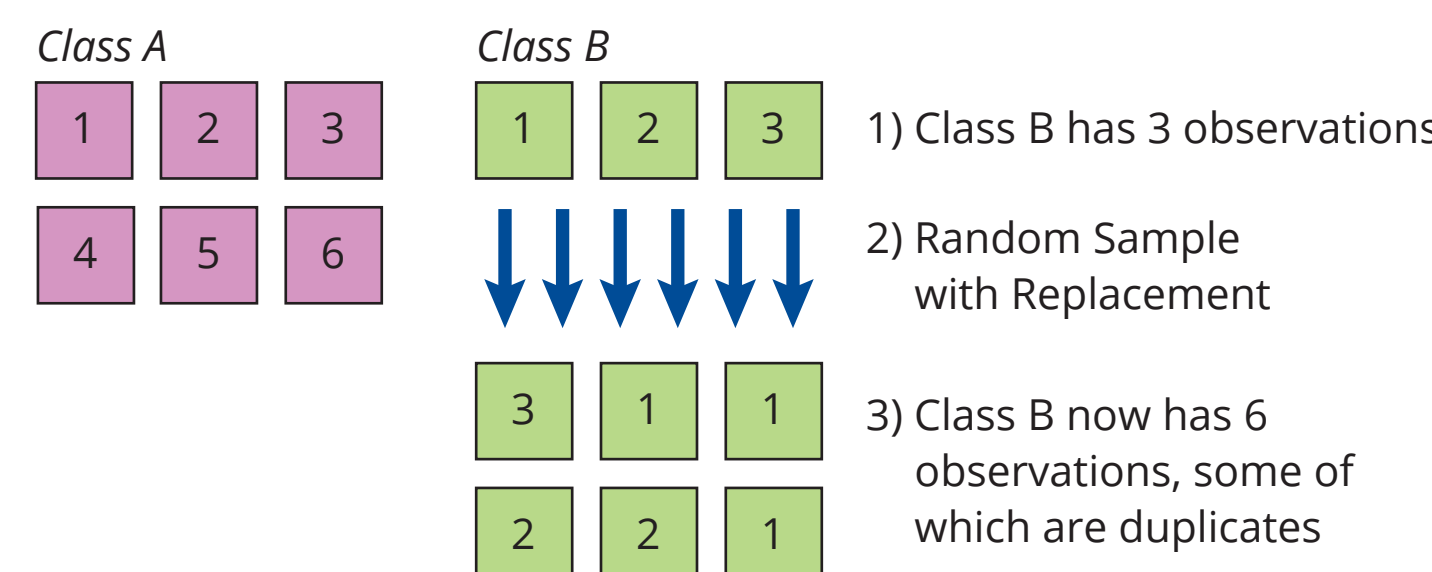 Class A
Class B
1 2 3
1 2 3
1) Class B has 3 observations
4 5 6
2) Random Sample
with Replacement
3 1 1
3) Class B now has 6
observations, some of
which are duplicates
2 2 1